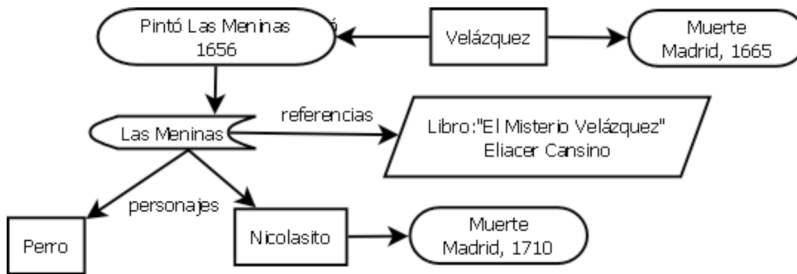 Pintó Las Meninas
1656
Velázquez
Muerte
Madrid, 1665
referencias
Las Meninas
Libro:"El Misterio Velázquez"
Eliacer Cansino
personajes
Perro
Nicolasito
Muerte
Madrid, 1710